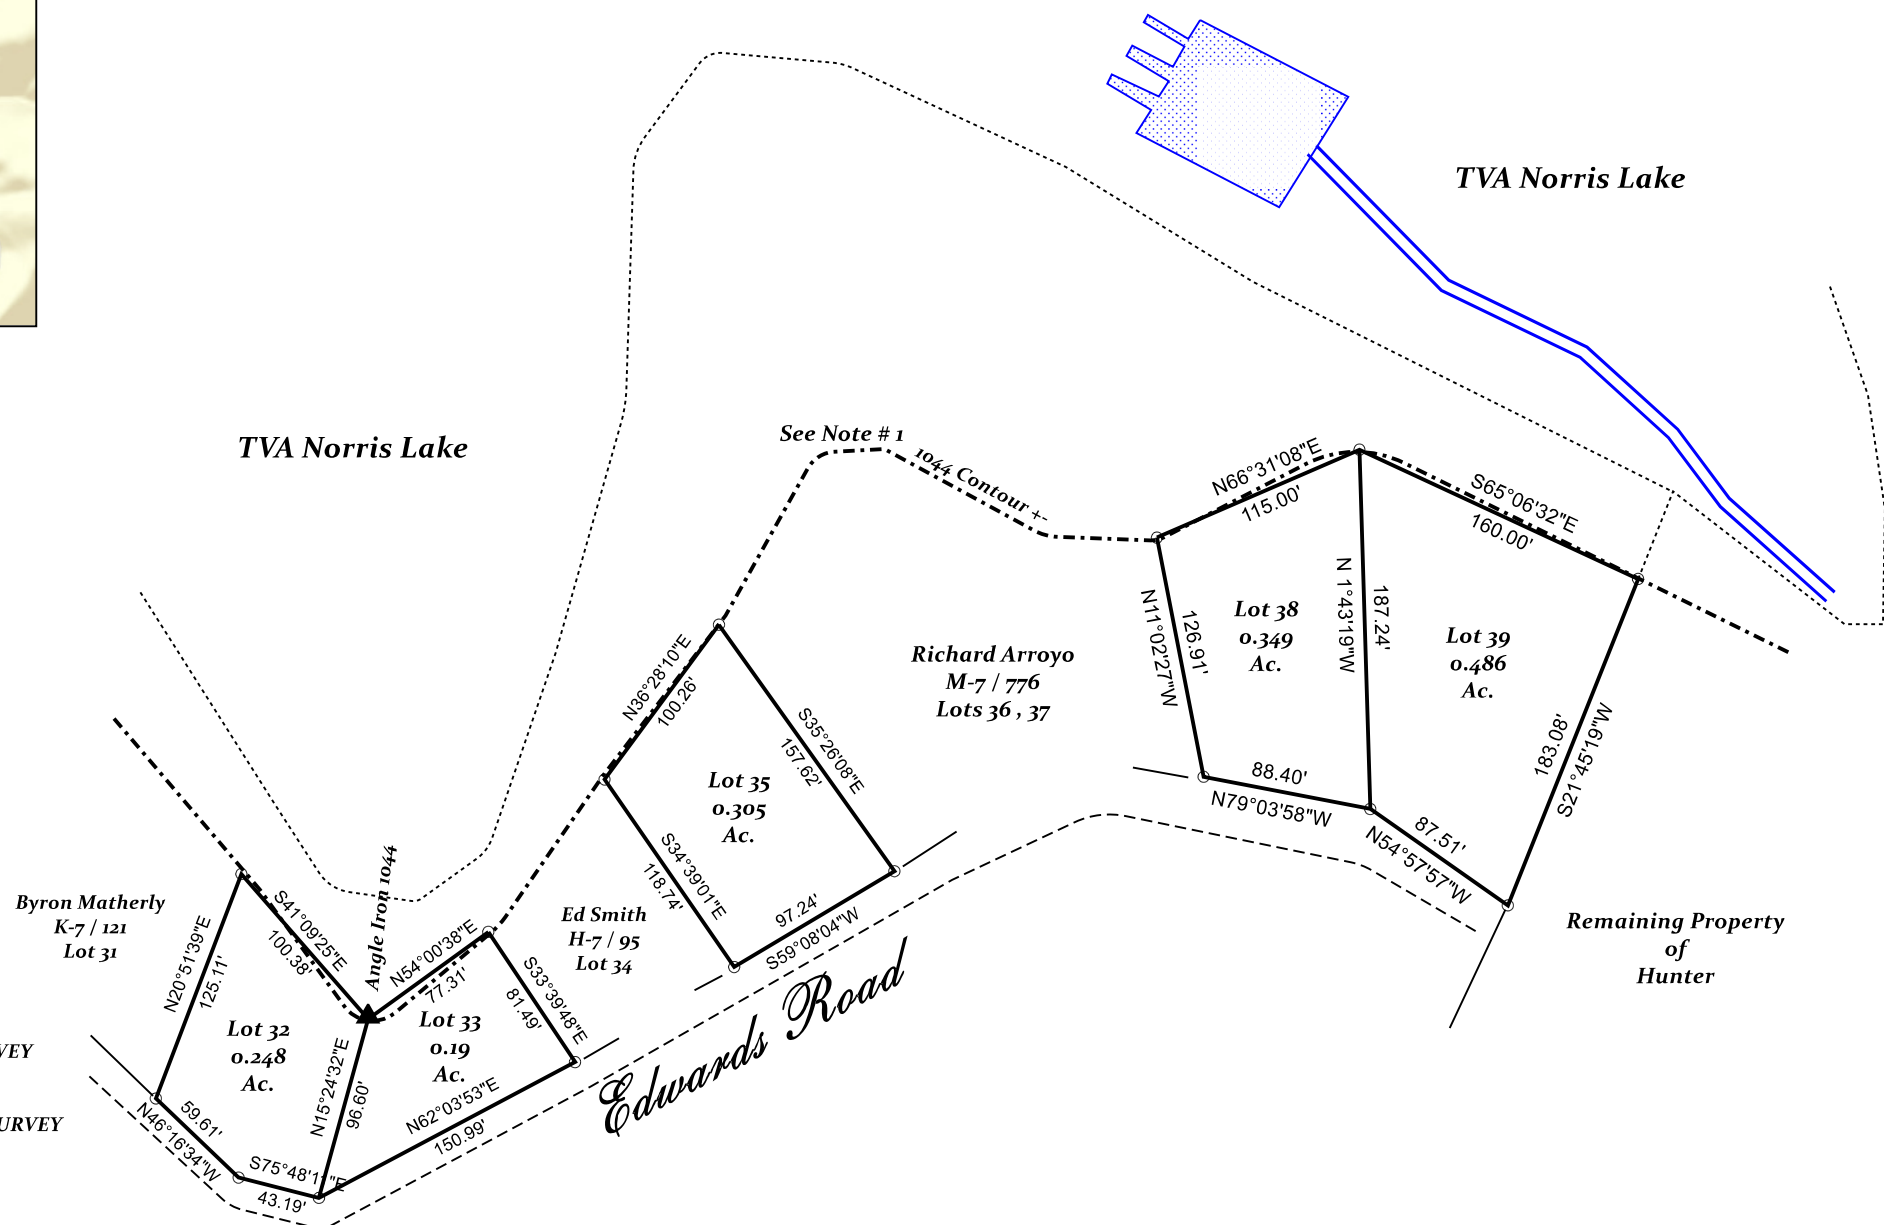 TVA Norris Lake
TVA Norris Lake
See Note # 1
1044 Contour +-
N66°31'08"E
115.00'
S65°06'32"E
160.00'
N11°02'27"W
126.91'
Lot 38
0.349
Ac.
N 1°43'19"W
187.24'
Lot 39
0.486
Ac.
183.08'
S21°45'19"W
88.40'
N79°03'58"W
87.51'
N54°57'57"W
Richard Arroyo
M-7 / 776
Lots 36 , 37
N36°28'10"E
100.26'
S35°26'08"E
157.62'
Lot 35
0.305
Ac.
S34°39'01"E
118.74'
97.24'
S59°08'04"W
Ed Smith
H-7 / 95
Lot 34
Byron Matherly
K-7 / 121
Lot 31
N20°51'39"E
125.11'
S41°09'25"E
100.38'
Angle Iron 1044
N54°00'38"E
77.31'
S33°39'48"E
81.49'
Lot 32
0.248
Ac.
Lot 33
0.19
Ac.
N15°24'32"E
96.60'
N62°03'53"E
150.99'
59.61'
N46°16'34"W
43.19'
Edwards Road
Remaining Property
of
Hunter
VEY
URVEY